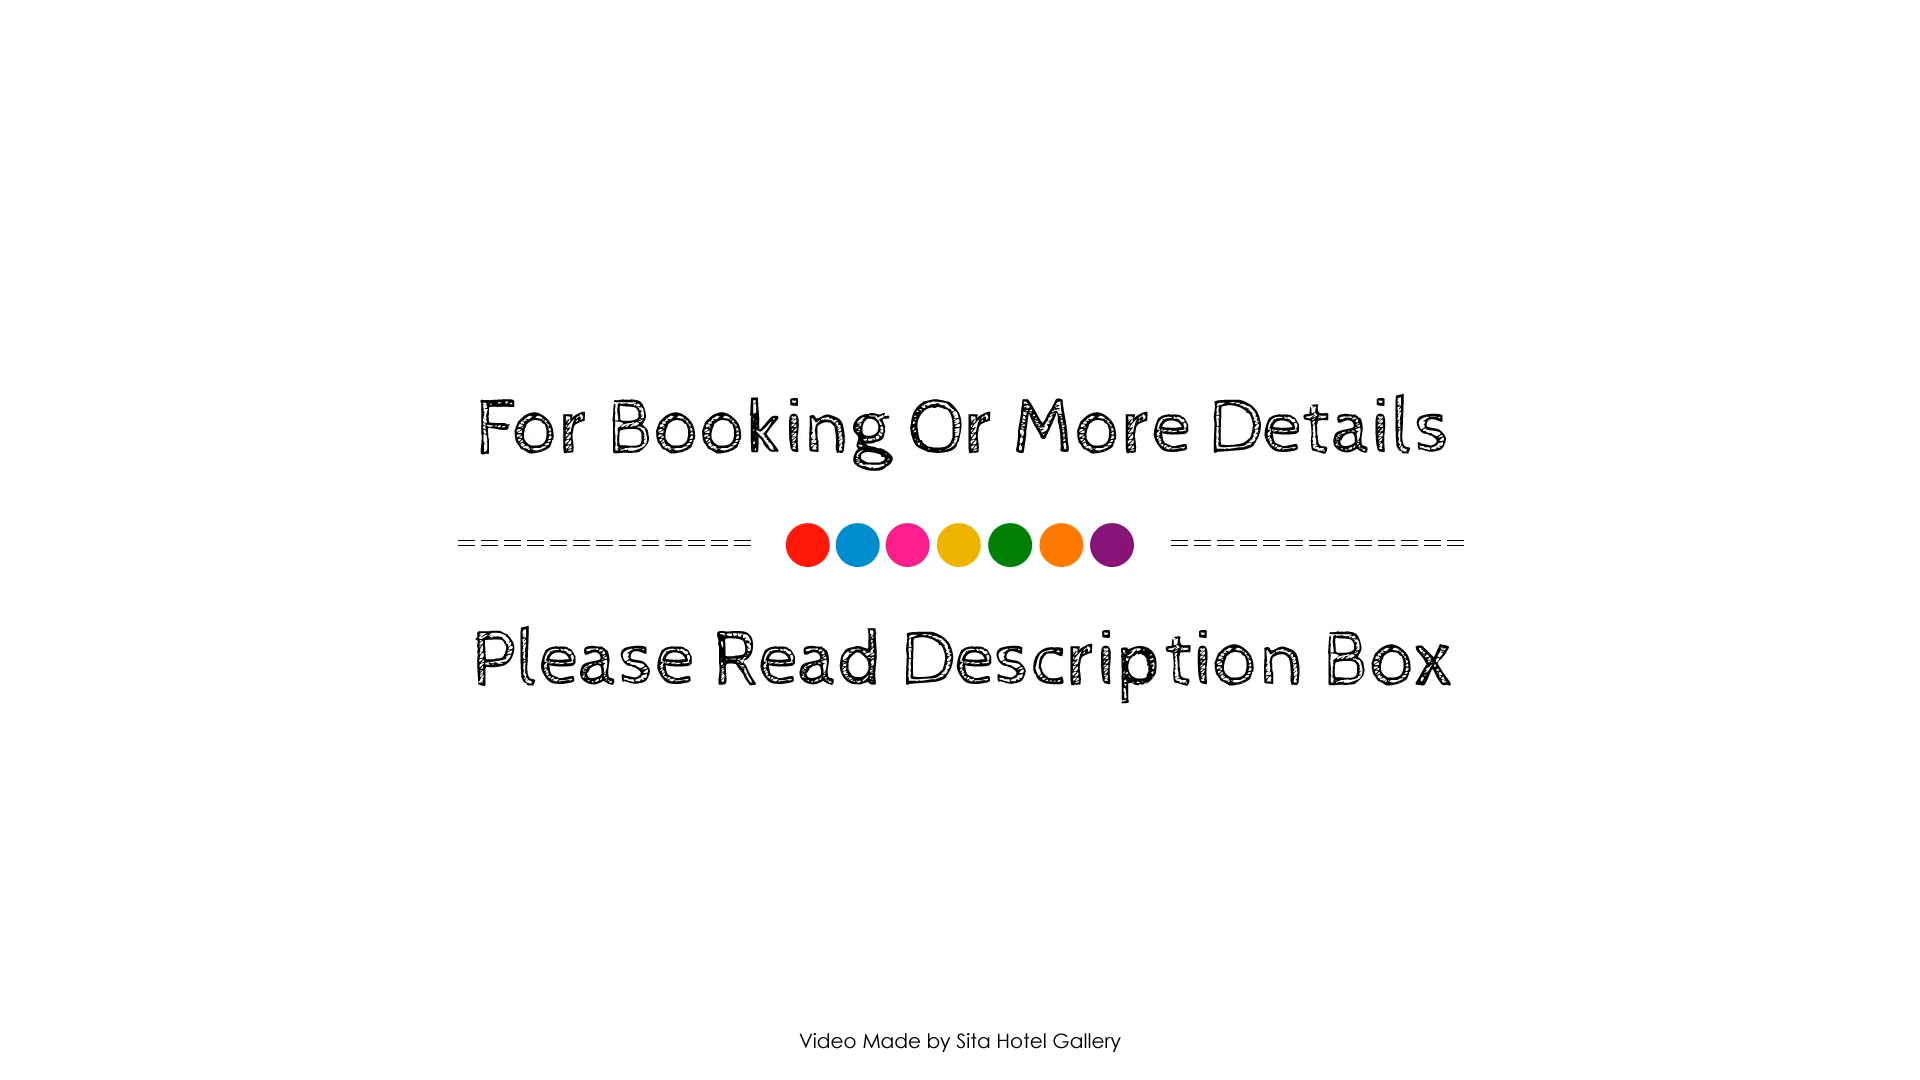 For Booking Or More Details
============= =============
Please Read Description Box
Video Made by Sita Hotel Gallery